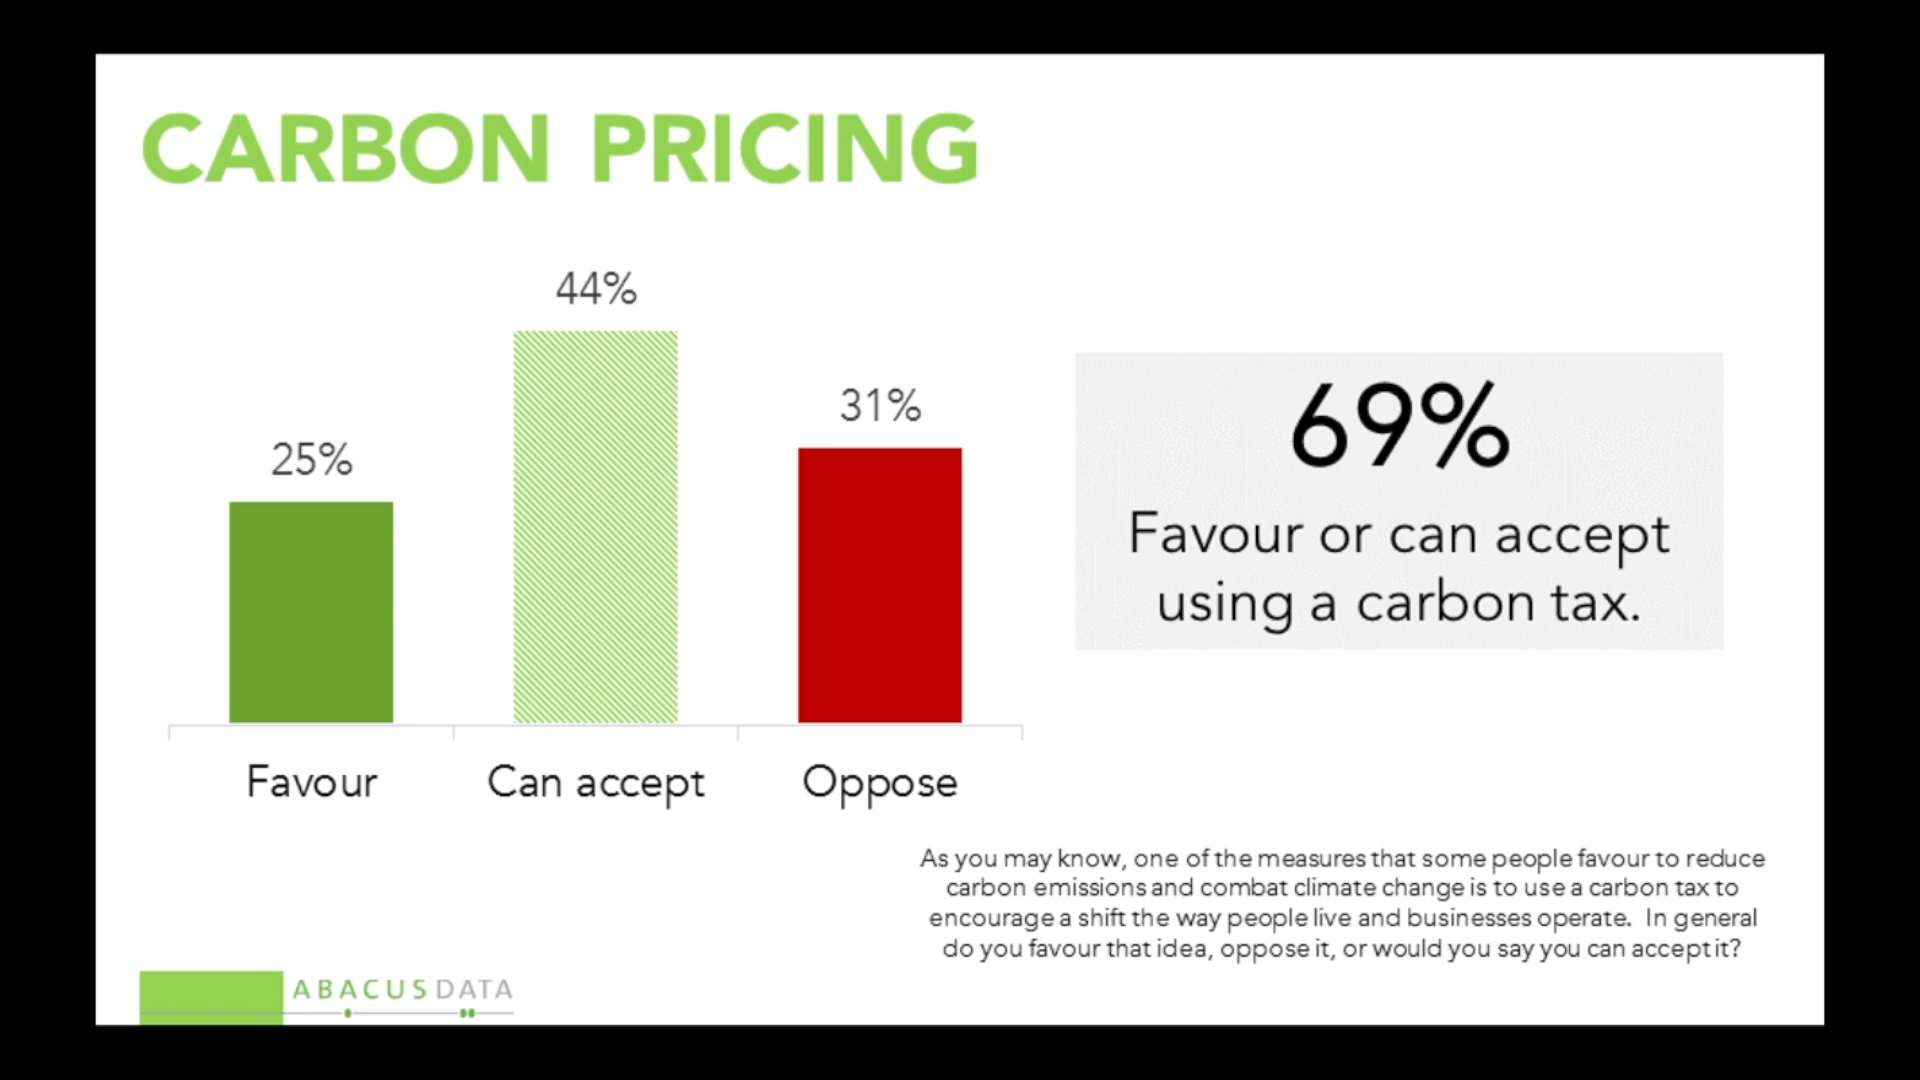 CARBON PRICING
25%
44%
31%
Favour
Can accept
Oppose
69%
Favour or can accept
using a carbon tax.
As you may know, one of the measures that some people favour to reduce
carbon emissions and combat climate change is to use a carbon tax to
encourage a shift the way people live and businesses operate. In general
do you favour that idea, oppose it, or would you say you can accept it?
ABACUS DATA